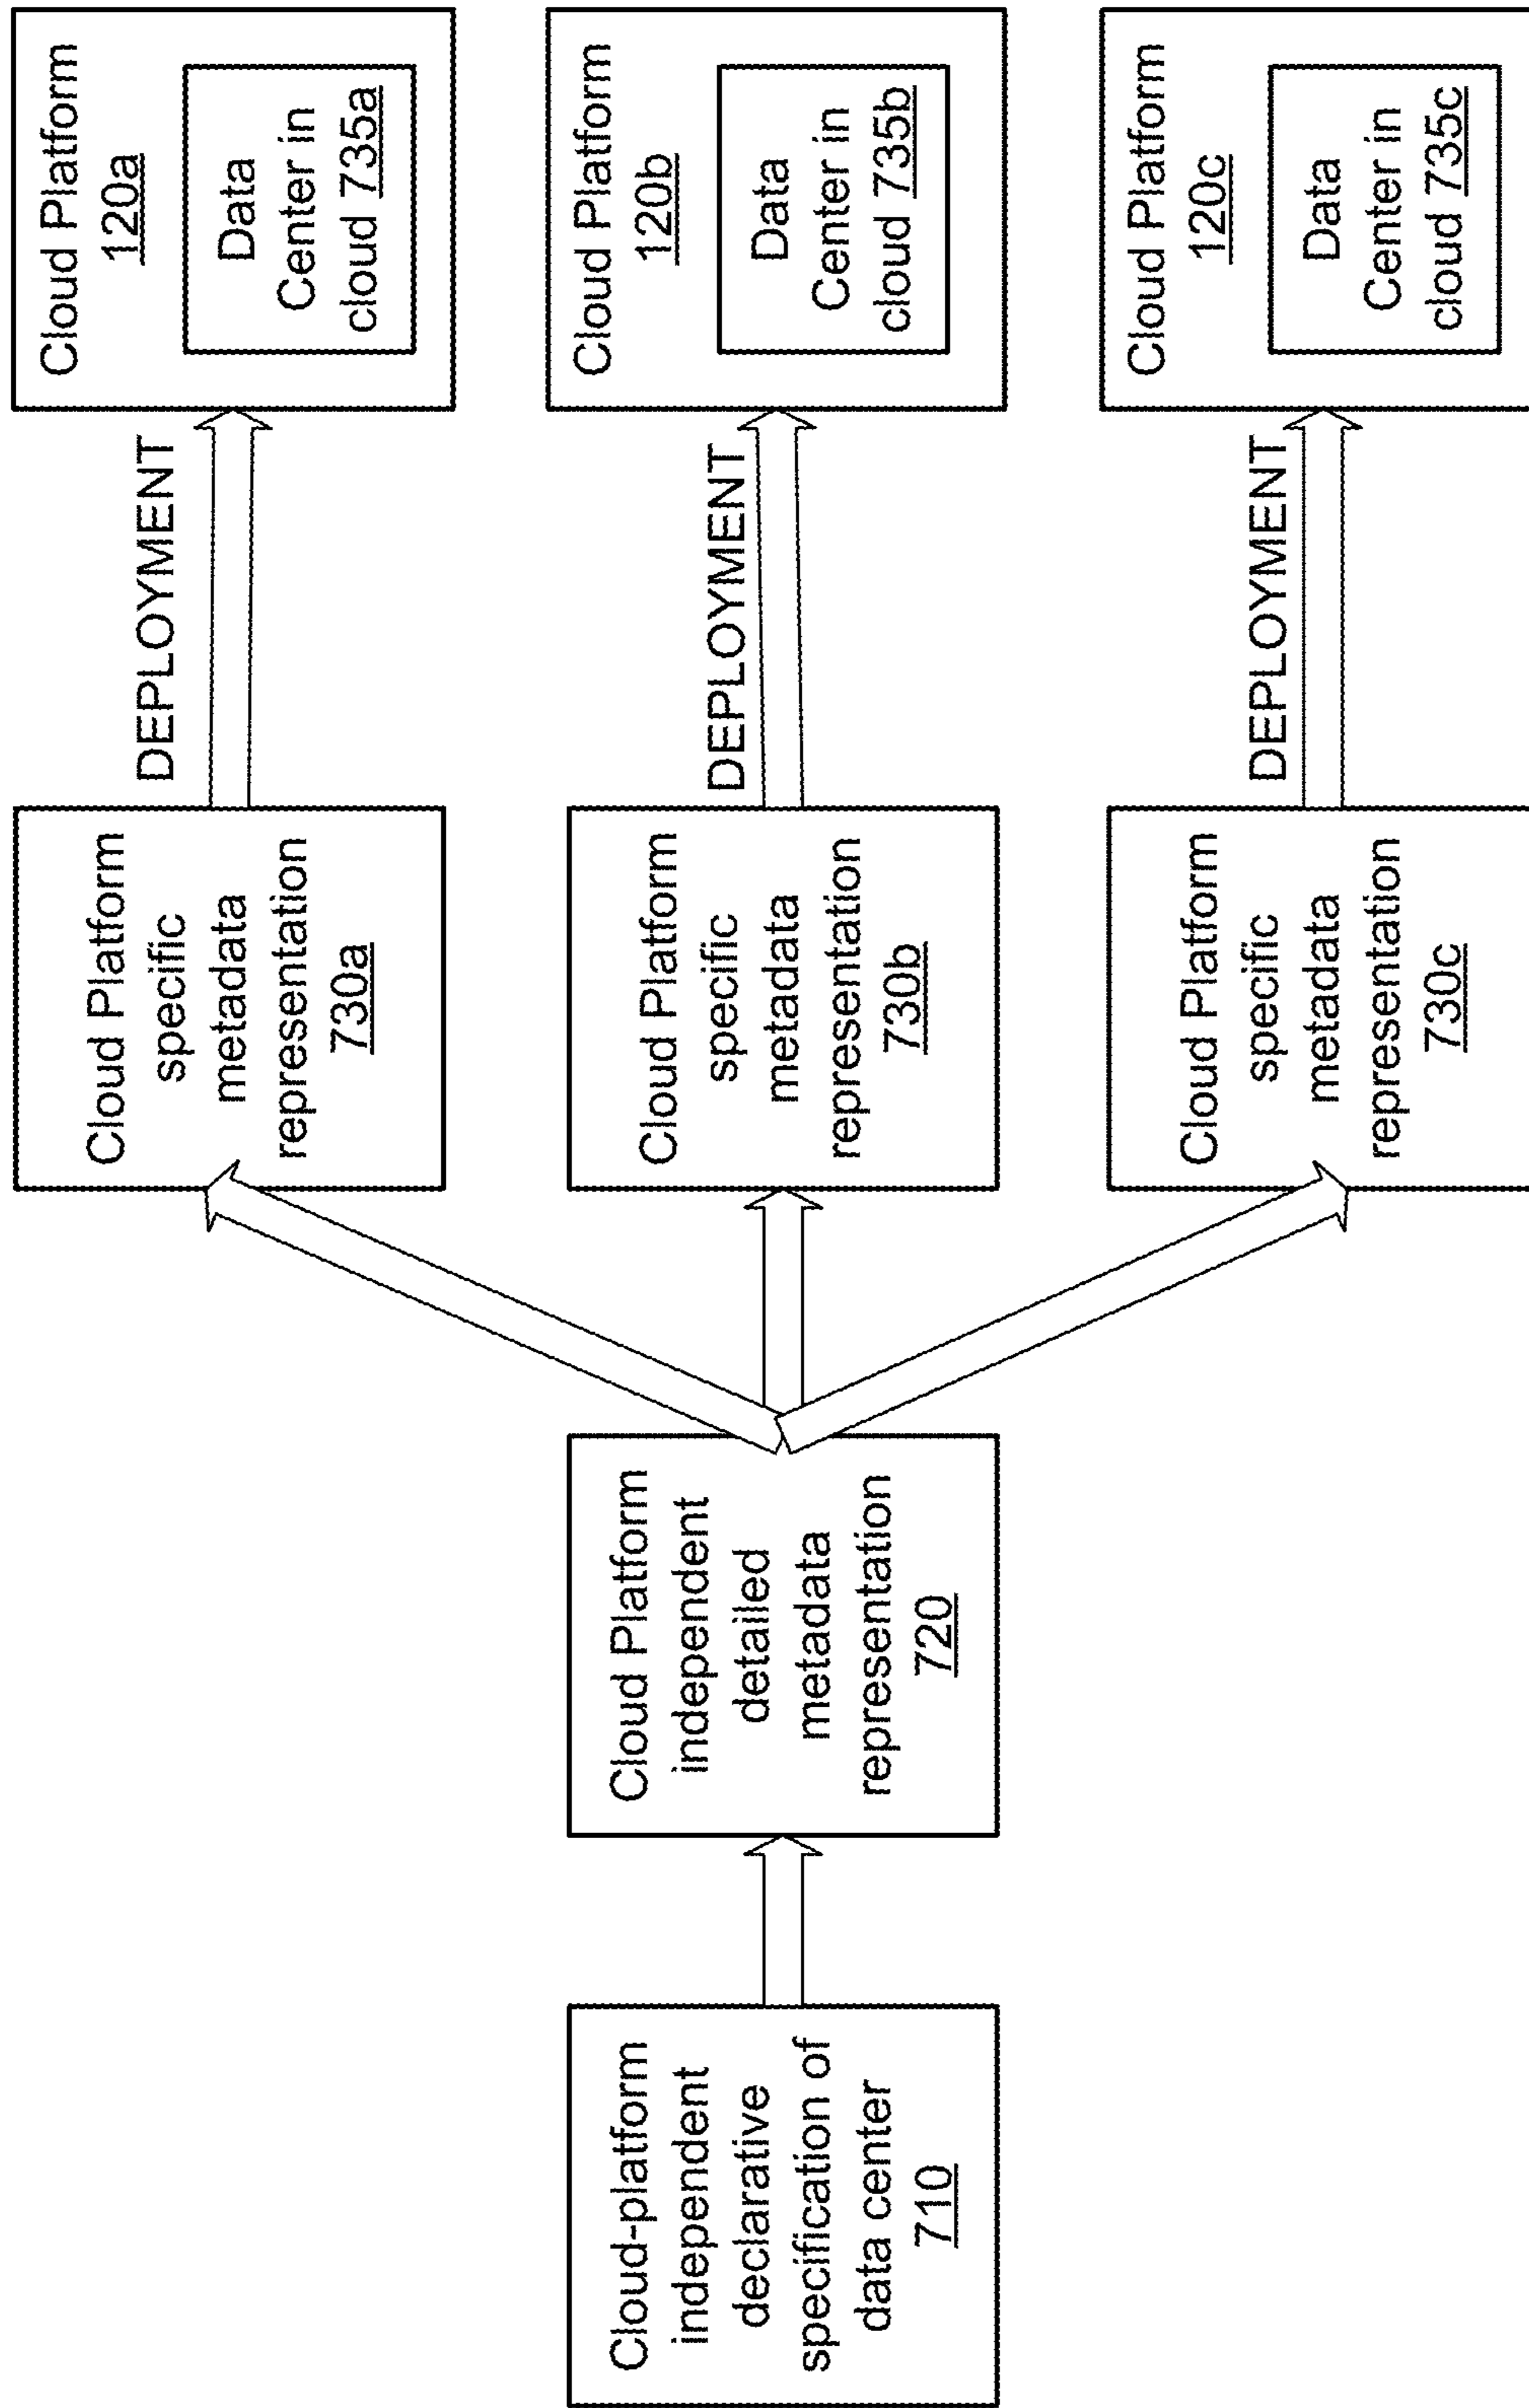 Cloud-platform
independent
declarative
specification of
data center
710
Cloud Platform
independent
detailed
metadata
representation
720
Cloud Platform
specific
metadata
representation
730a
DEPLOYMENT
Cloud Platform
120a
Data
Center in
cloud 735a
Cloud Platform
specific
metadata
representation
730b
DEPLOYMENT
Cloud Platform
120b
Data
Center in
cloud 735b
Cloud Platform
specific
metadata
representation
730c
DEPLOYMENT
Cloud Platform
120c
Data
Center in
cloud 735c